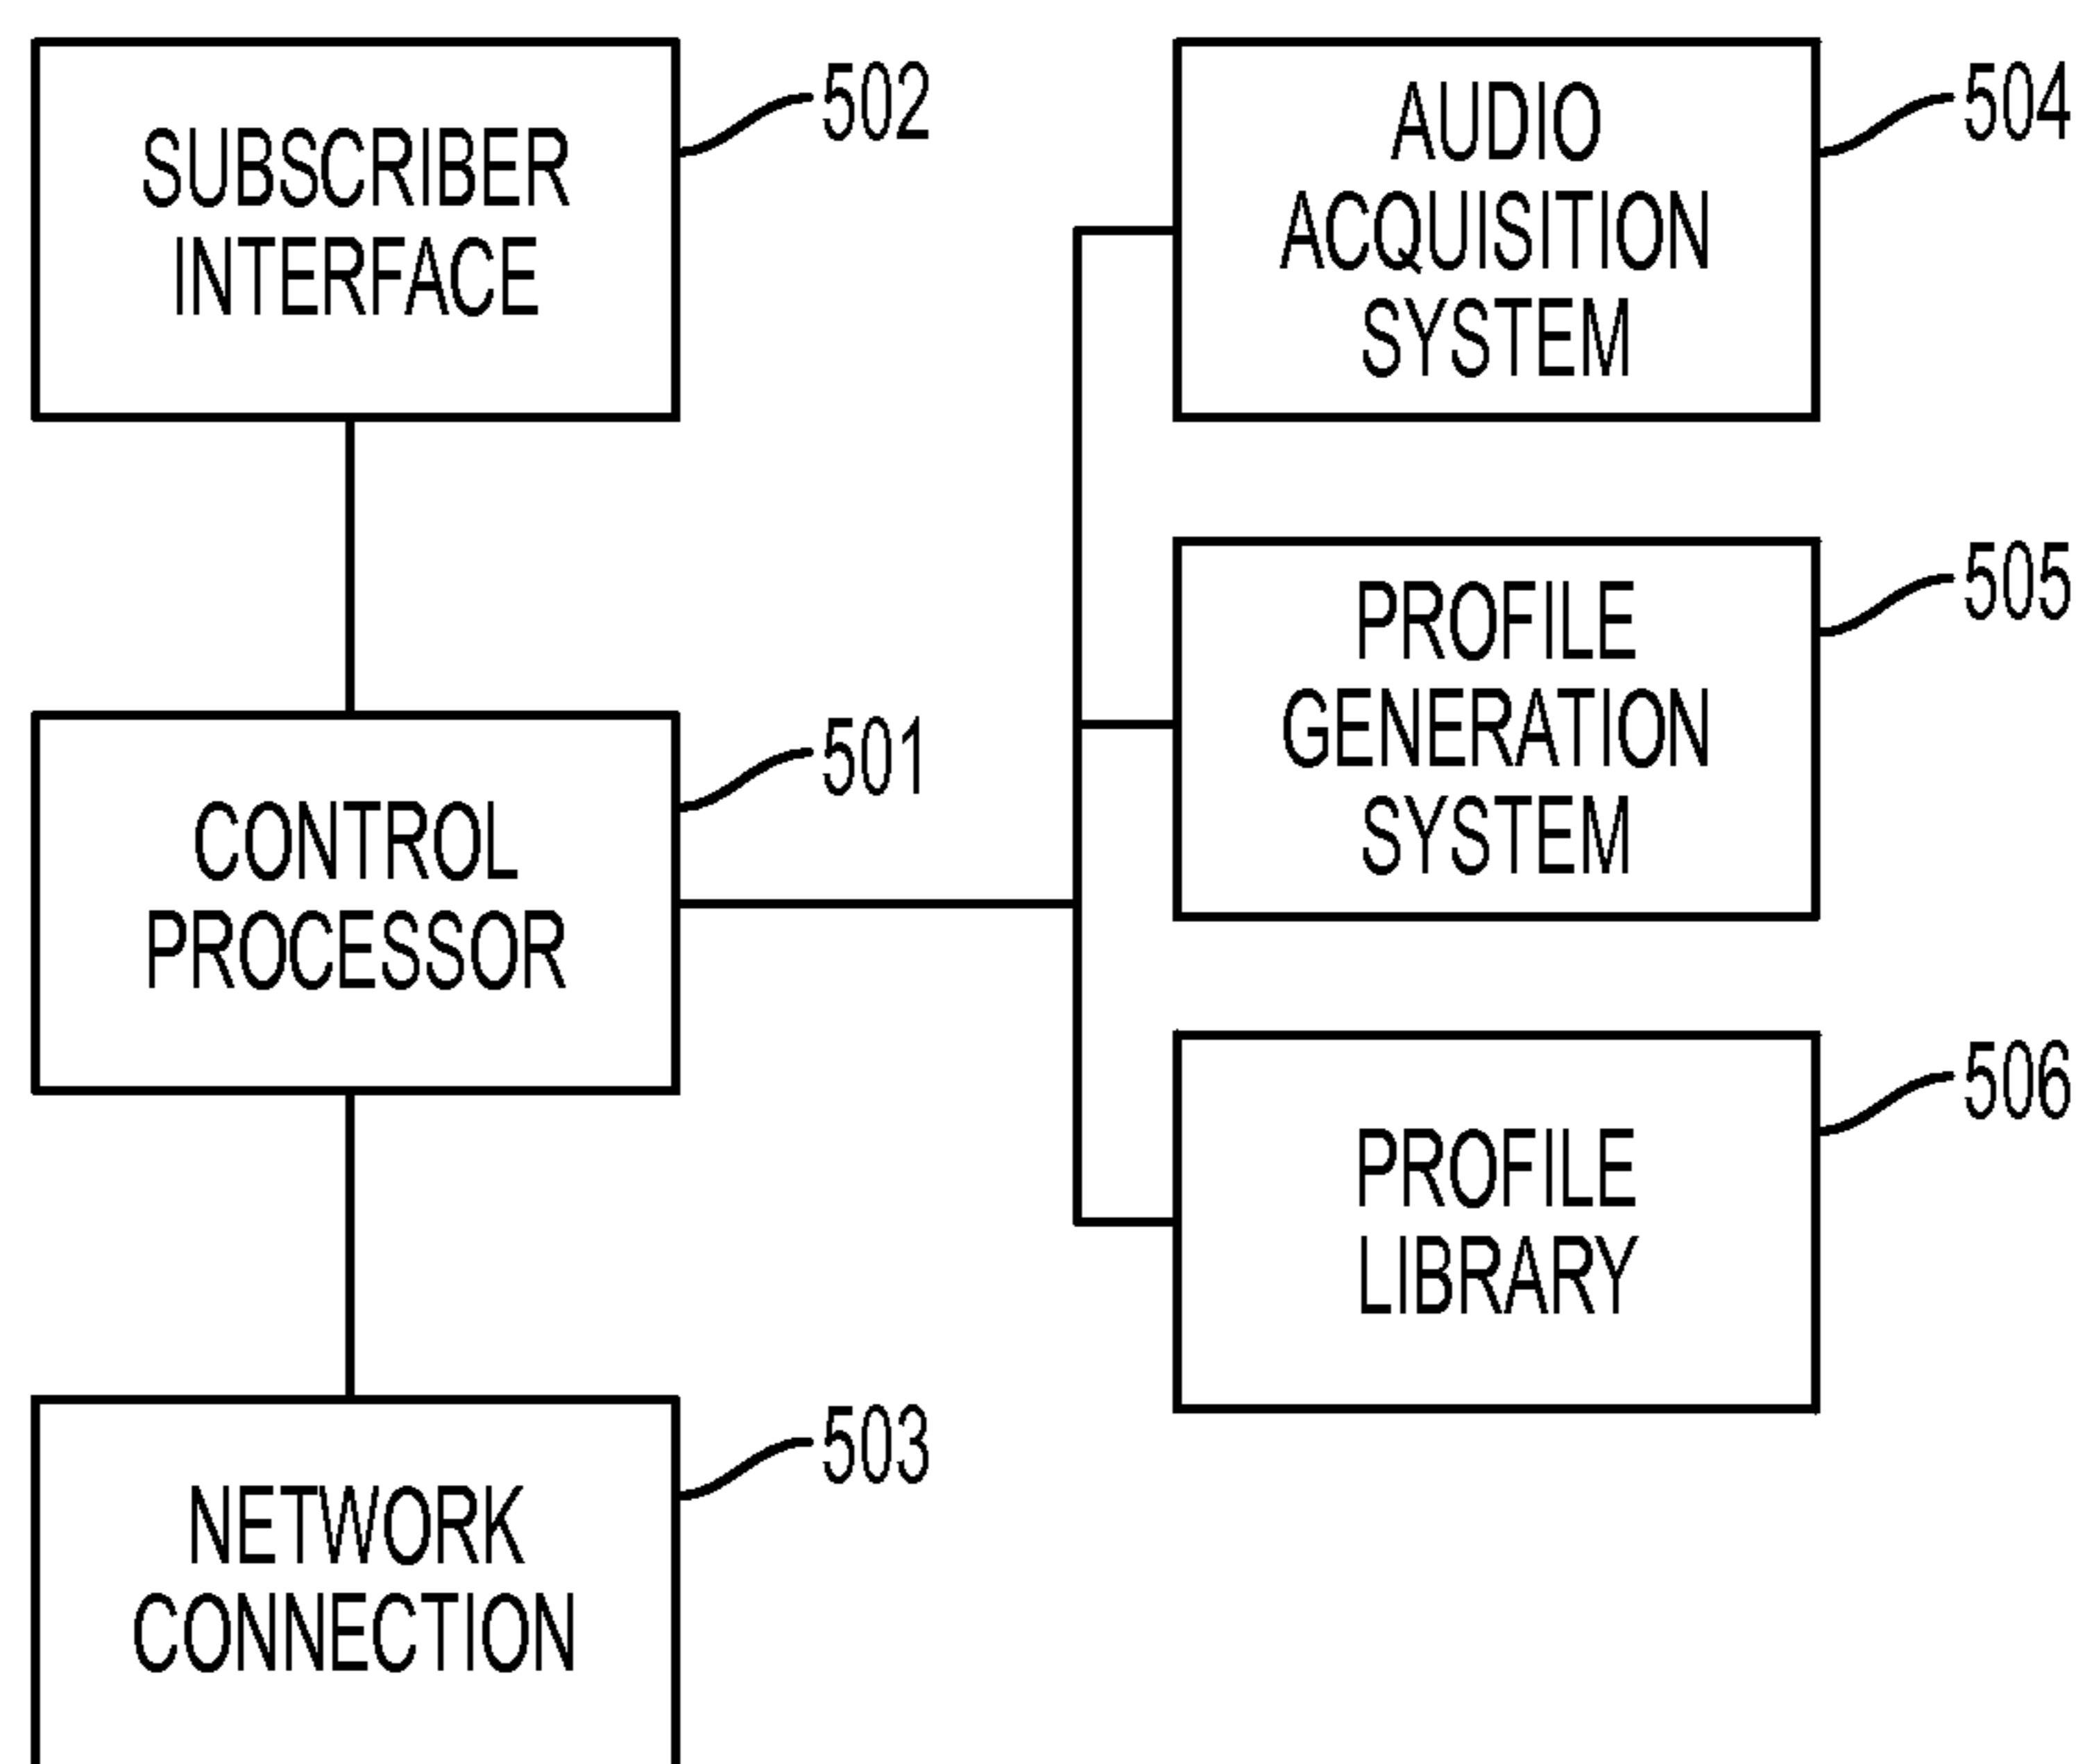 SUBSCRIBER
INTERFACE
502
CONTROL
PROCESSOR
501
NETWORK
CONNECTION
503
AUDIO
ACQUISITION
SYSTEM
504
PROFILE
GENERATION
SYSTEM
505
PROFILE
LIBRARY
506